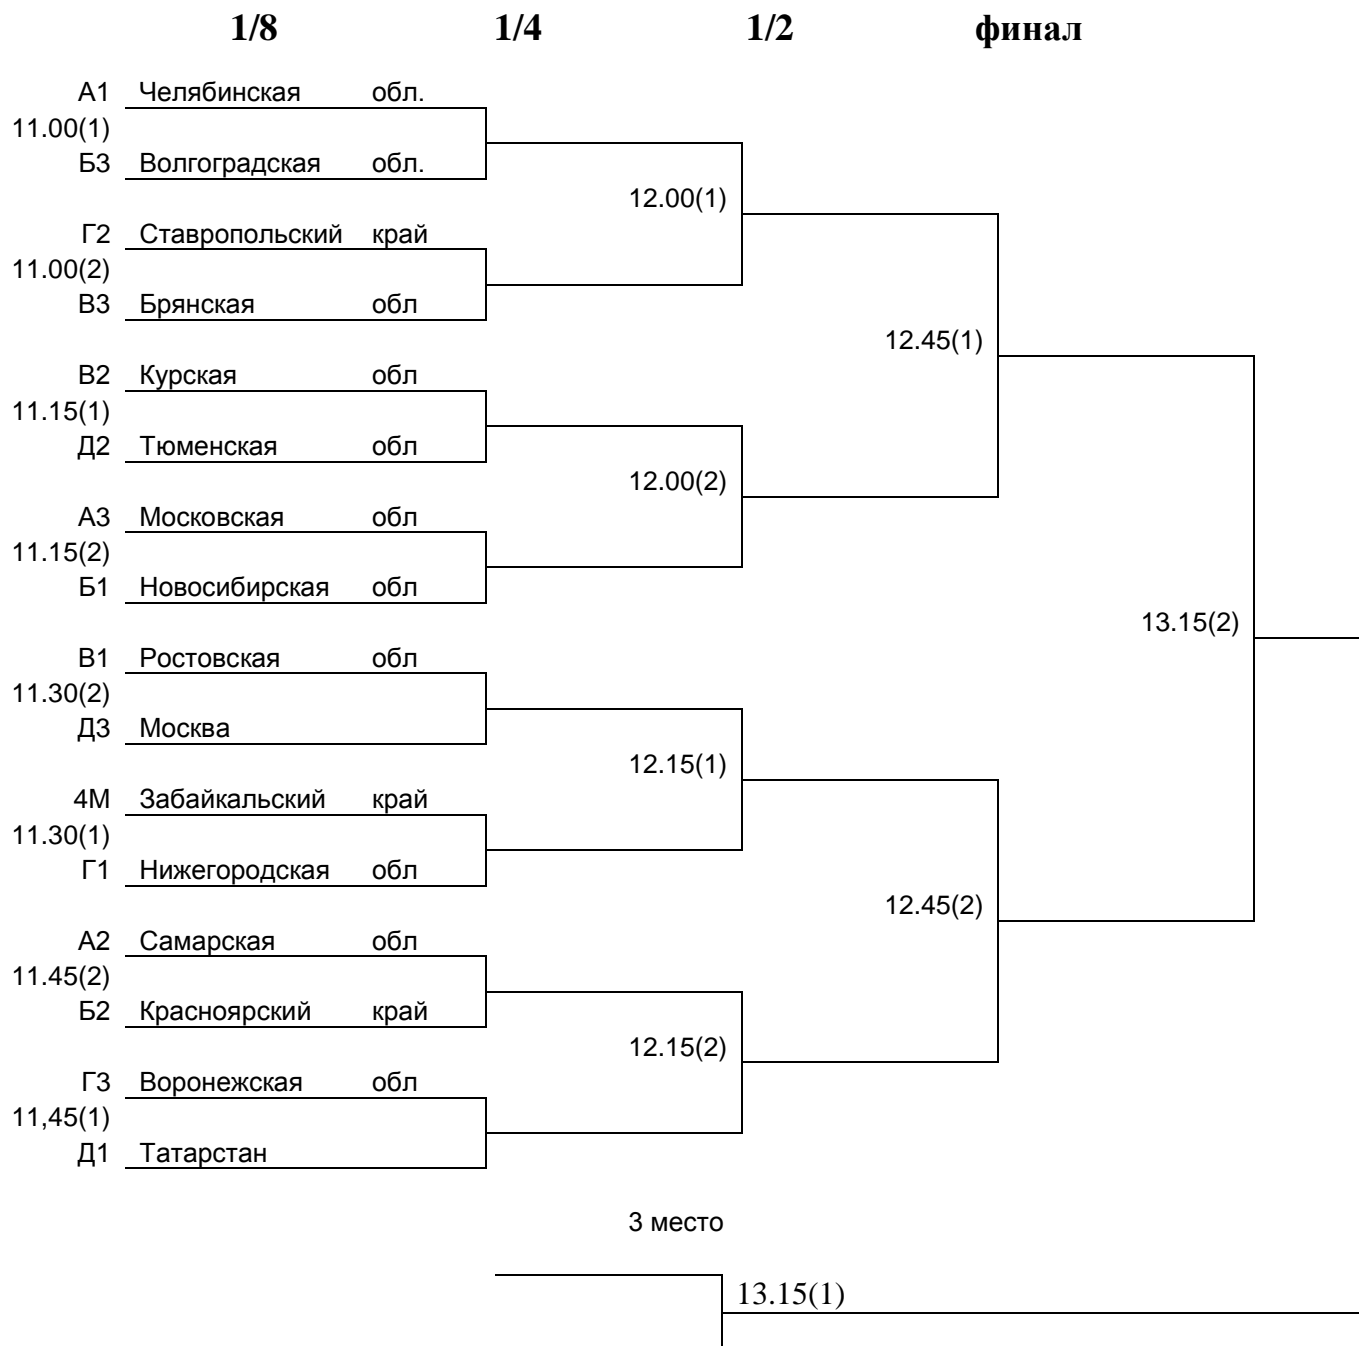 1/8 1/4 1/2 финал
А1 Челябинская обл.
11.00(1)
Б3 Волгоградская обл.
12.00(1)
Г2 Ставропольский край
11.00(2)
В3 Брянская обл
12.45(1)
В2 Курская обл
11.15(1)
Д2 Тюменская обл
12.00(2)
А3 Московская обл
11.15(2)
Б1 Новосибирская обл
13.15(2)
В1 Ростовская обл
11.30(2)
Д3 Москва
12.15(1)
4М Забайкальский край
11.30(1)
Г1 Нижегородская обл
12.45(2)
А2 Самарская обл
11.45(2)
Б2 Красноярский край
12.15(2)
Г3 Воронежская обл
11,45(1)
Д1 Татарстан
3 место
13.15(1)